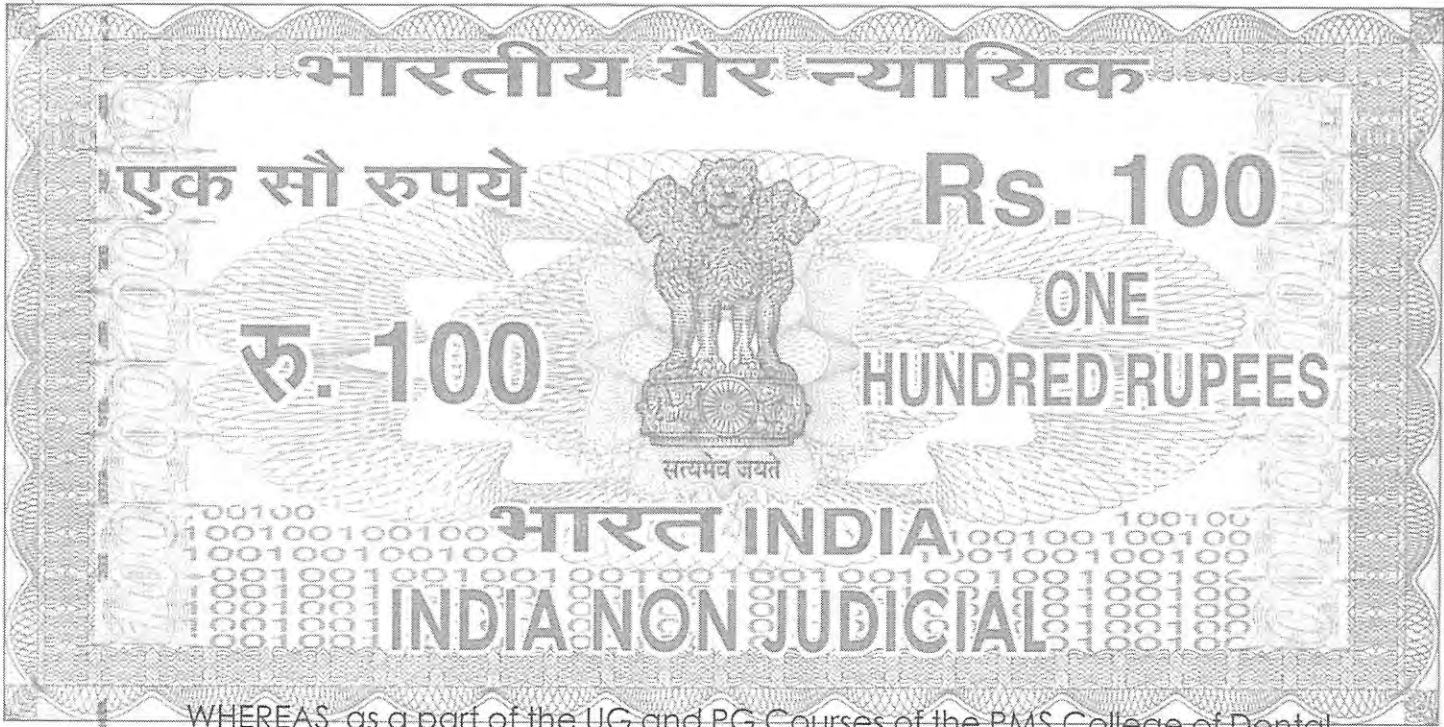 भारतीय गैर न्यायिक
एक सौ रुपये
Rs. 100
रु. 100
ONE
HUNDRED RUPEES
सत्यमेव जयते
भारत INDIA
INDIA NON JUDICIAL
WHEREAS, as a part of the UG and PG Courses of the PMS College of Dental